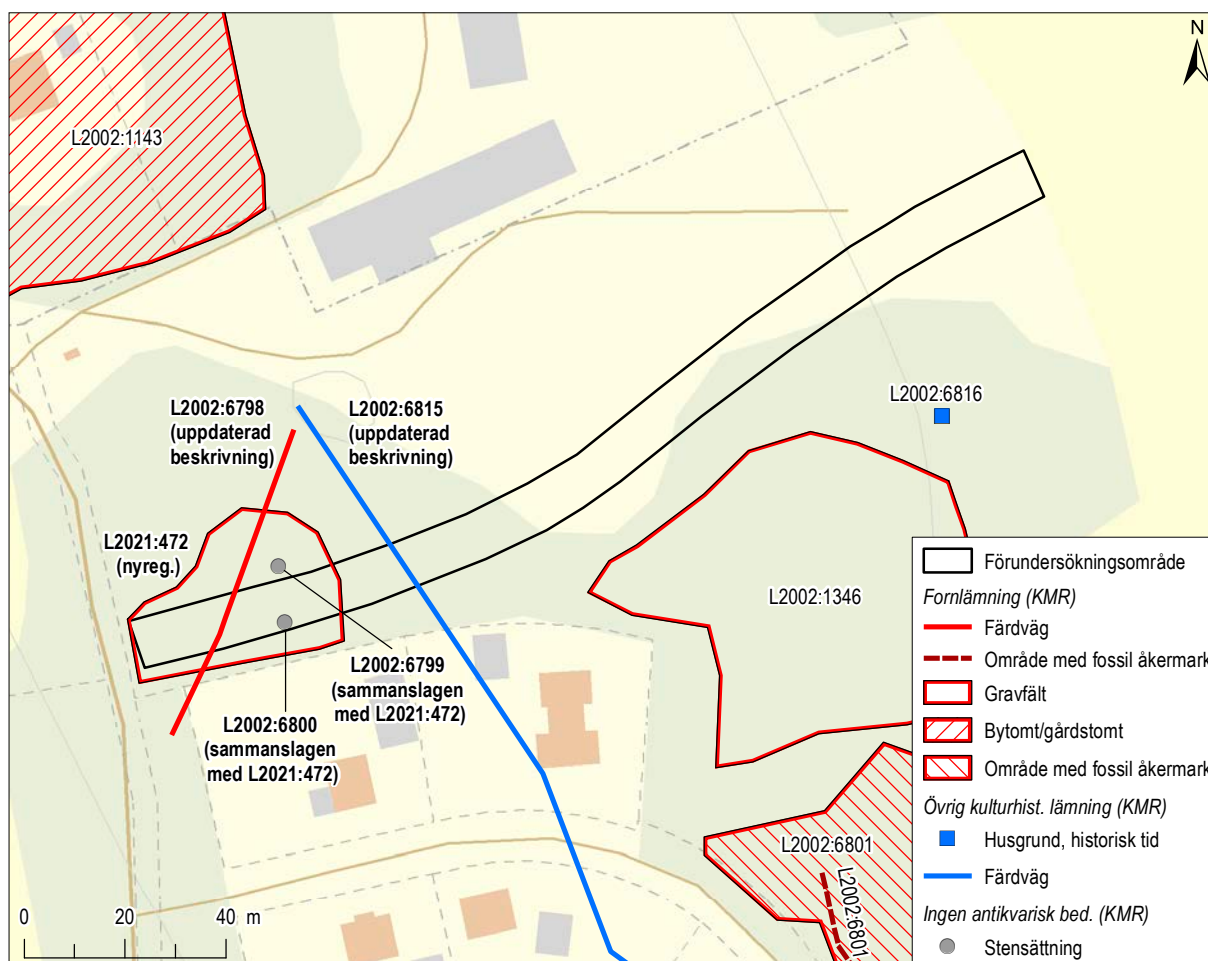 N
L2002:1143
L2002:6816
L2002:6798
(uppdaterad
beskrivning)
L2002:6815
(uppdaterad
beskrivning)
L2021:472
(nyreg.)
L2002:1346
L2002:6799
(sammanslagen
med L2021:472)
L2002:6800
(sammanslagen
med L2021:472)
L2002:6801
L2002:6801
0 20 40 m
Förundersökningsområde
Fornlämning (KMR)
Färdväg
Område med fossil åkermark
Gravfält
Bytomt/gårdstomt
Område med fossil åkermark
Övrig kulturhist. lämning (KMR)
Husgrund, historisk tid
Färdväg
Ingen antikvarisk bed. (KMR)
Stensättning